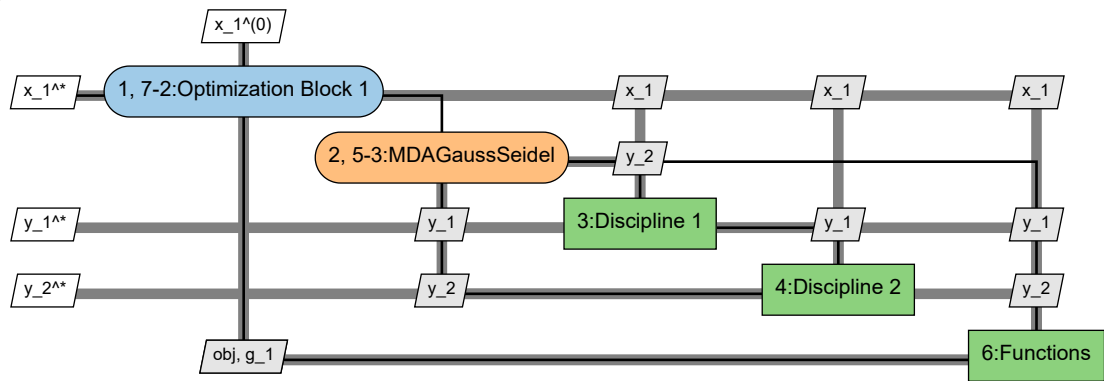 x_1^(0)
x_1^*
1, 7-2:Optimization Block 1
x_1
x_1
x_1
2, 5-3:MDAGaussSeidel
y_2
y_1^*
y_1
3:Discipline 1
y_1
y_1
y_2^*
y_2
4:Discipline 2
y_2
obj, g_1
6:Functions